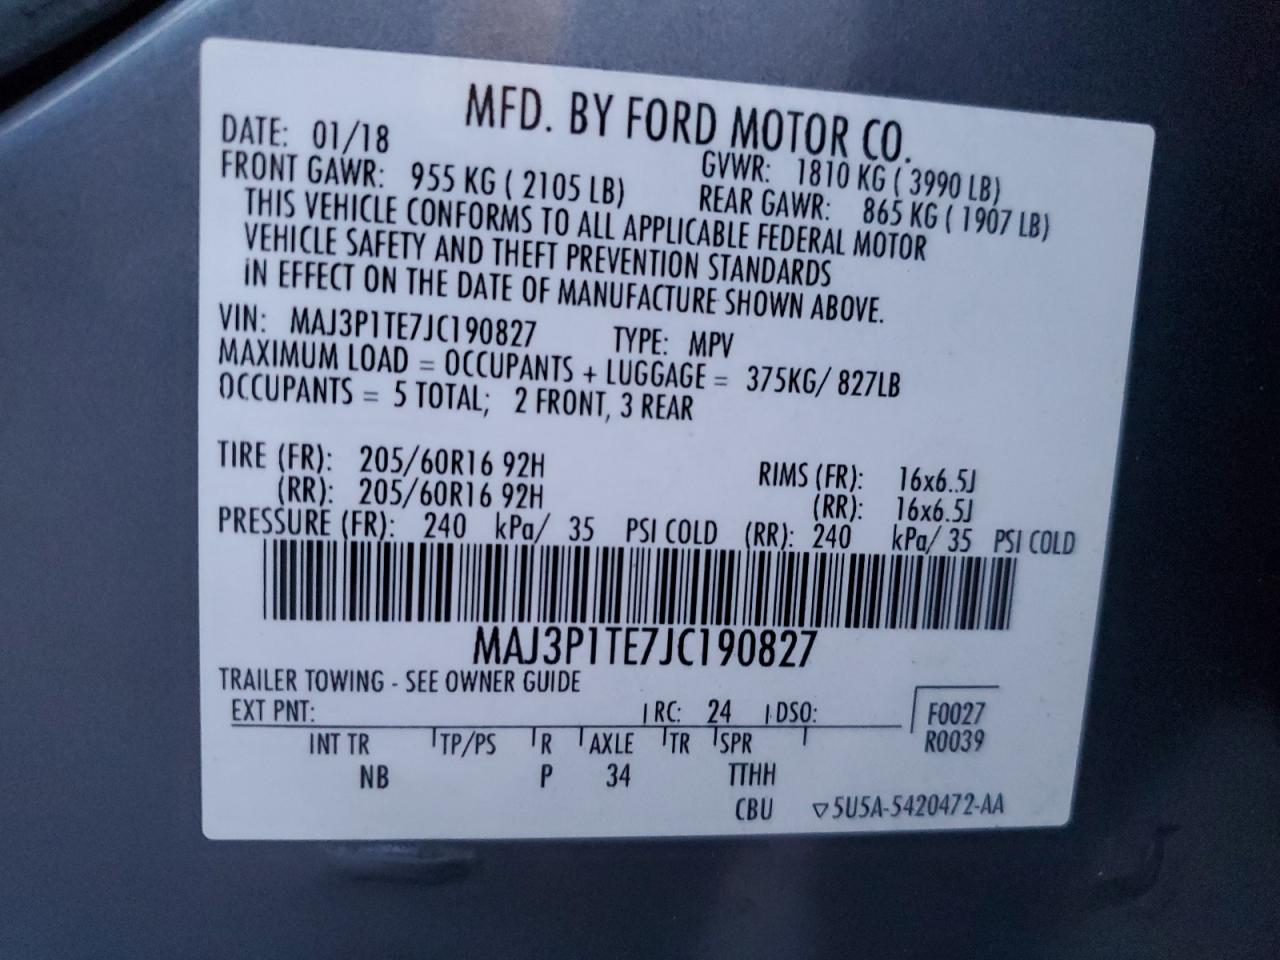 MFD. BY FORD MOTOR CO.
DATE: 01/18 GVWR: 1810 KG ( 3990 LB)
FRONT GAWR: 955 KG ( 2105 LB) REAR GAWR: 865 KG ( 1907 LB)
THIS VEHICLE CONFORMS TO ALL APPLICABLE FEDERAL MOTOR
VEHICLE SAFETY AND THEFT PREVENTION STANDARDS
IN EFFECT ON THE DATE OF MANUFACTURE SHOWN ABOVE.
VIN: MAJ3P1TE7JC190827 TYPE: MPV
MAXIMUM LOAD = OCCUPANTS + LUGGAGE = 375KG/ 827LB
OCCUPANTS = 5 TOTAL; 2 FRONT, 3 REAR
TIRE (FR): 205/60R16 92H RIMS (FR): 16x6.5J
(RR): 205/60R16 92H (RR): 16x6.5J
PRESSURE (FR): 240 kPa/ 35 PSI COLD (RR): 240 kPa/ 35 PSI COLD
MAJ3P1TE7JC190827
TRAILER TOWING - SEE OWNER GUIDE
EXT PNT: RC: 24 DSO: F0027
INT TR TP/PS R AXLE TR SPR R0039
NB P 34 TTHH
CBU ▽5U5A-5420472-AA